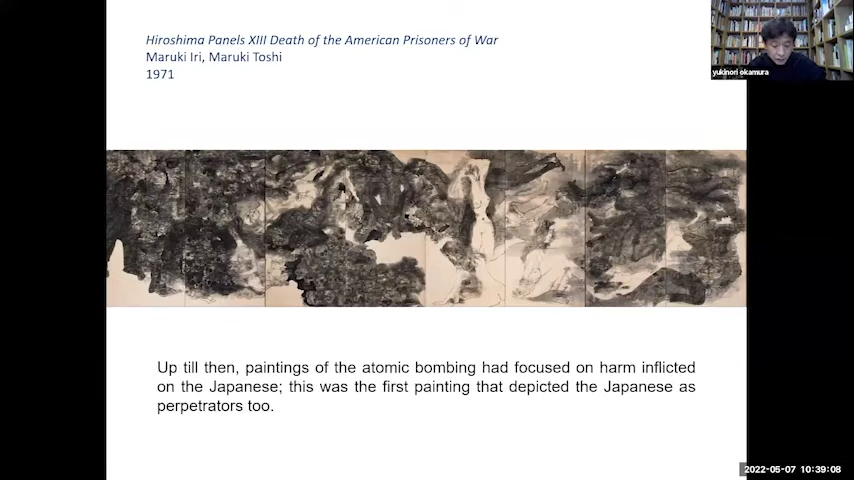 Hiroshima Panels XIII Death of the American Prisoners of War
Maruki Iri, Maruki Toshi
1971
yukinori okamura
Up till then, paintings of the atomic bombing had focused on harm inflicted
on the Japanese; this was the first painting that depicted the Japanese as
perpetrators too.
2022-05-07 10:39:08